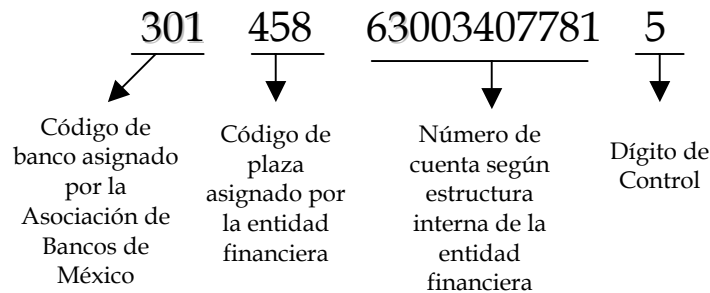 301 458 63003407781 5
Código de
banco asignado
por la
Asociación de
Bancos de
México
Código de
plaza
asignado por
la entidad
financiera
Número de
cuenta según
estructura
interna de la
entidad
financiera
Dígito de
Control